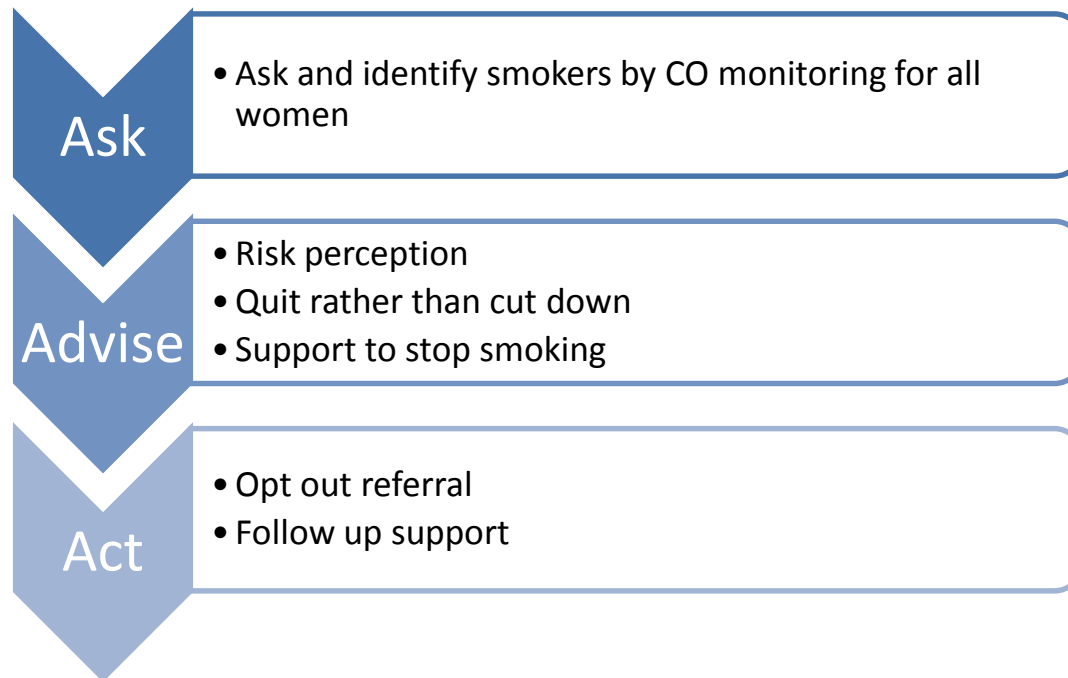 Ask
• Ask and identify smokers by CO monitoring for all
women
Advise
• Risk perception
• Quit rather than cut down
• Support to stop smoking
Act
• Opt out referral
• Follow up support